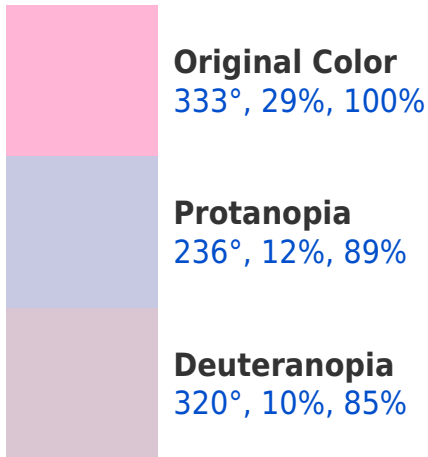 Original Color
333°, 29%, 100%
Protanopia
236°, 12%, 89%
Deuteranopia
320°, 10%, 85%